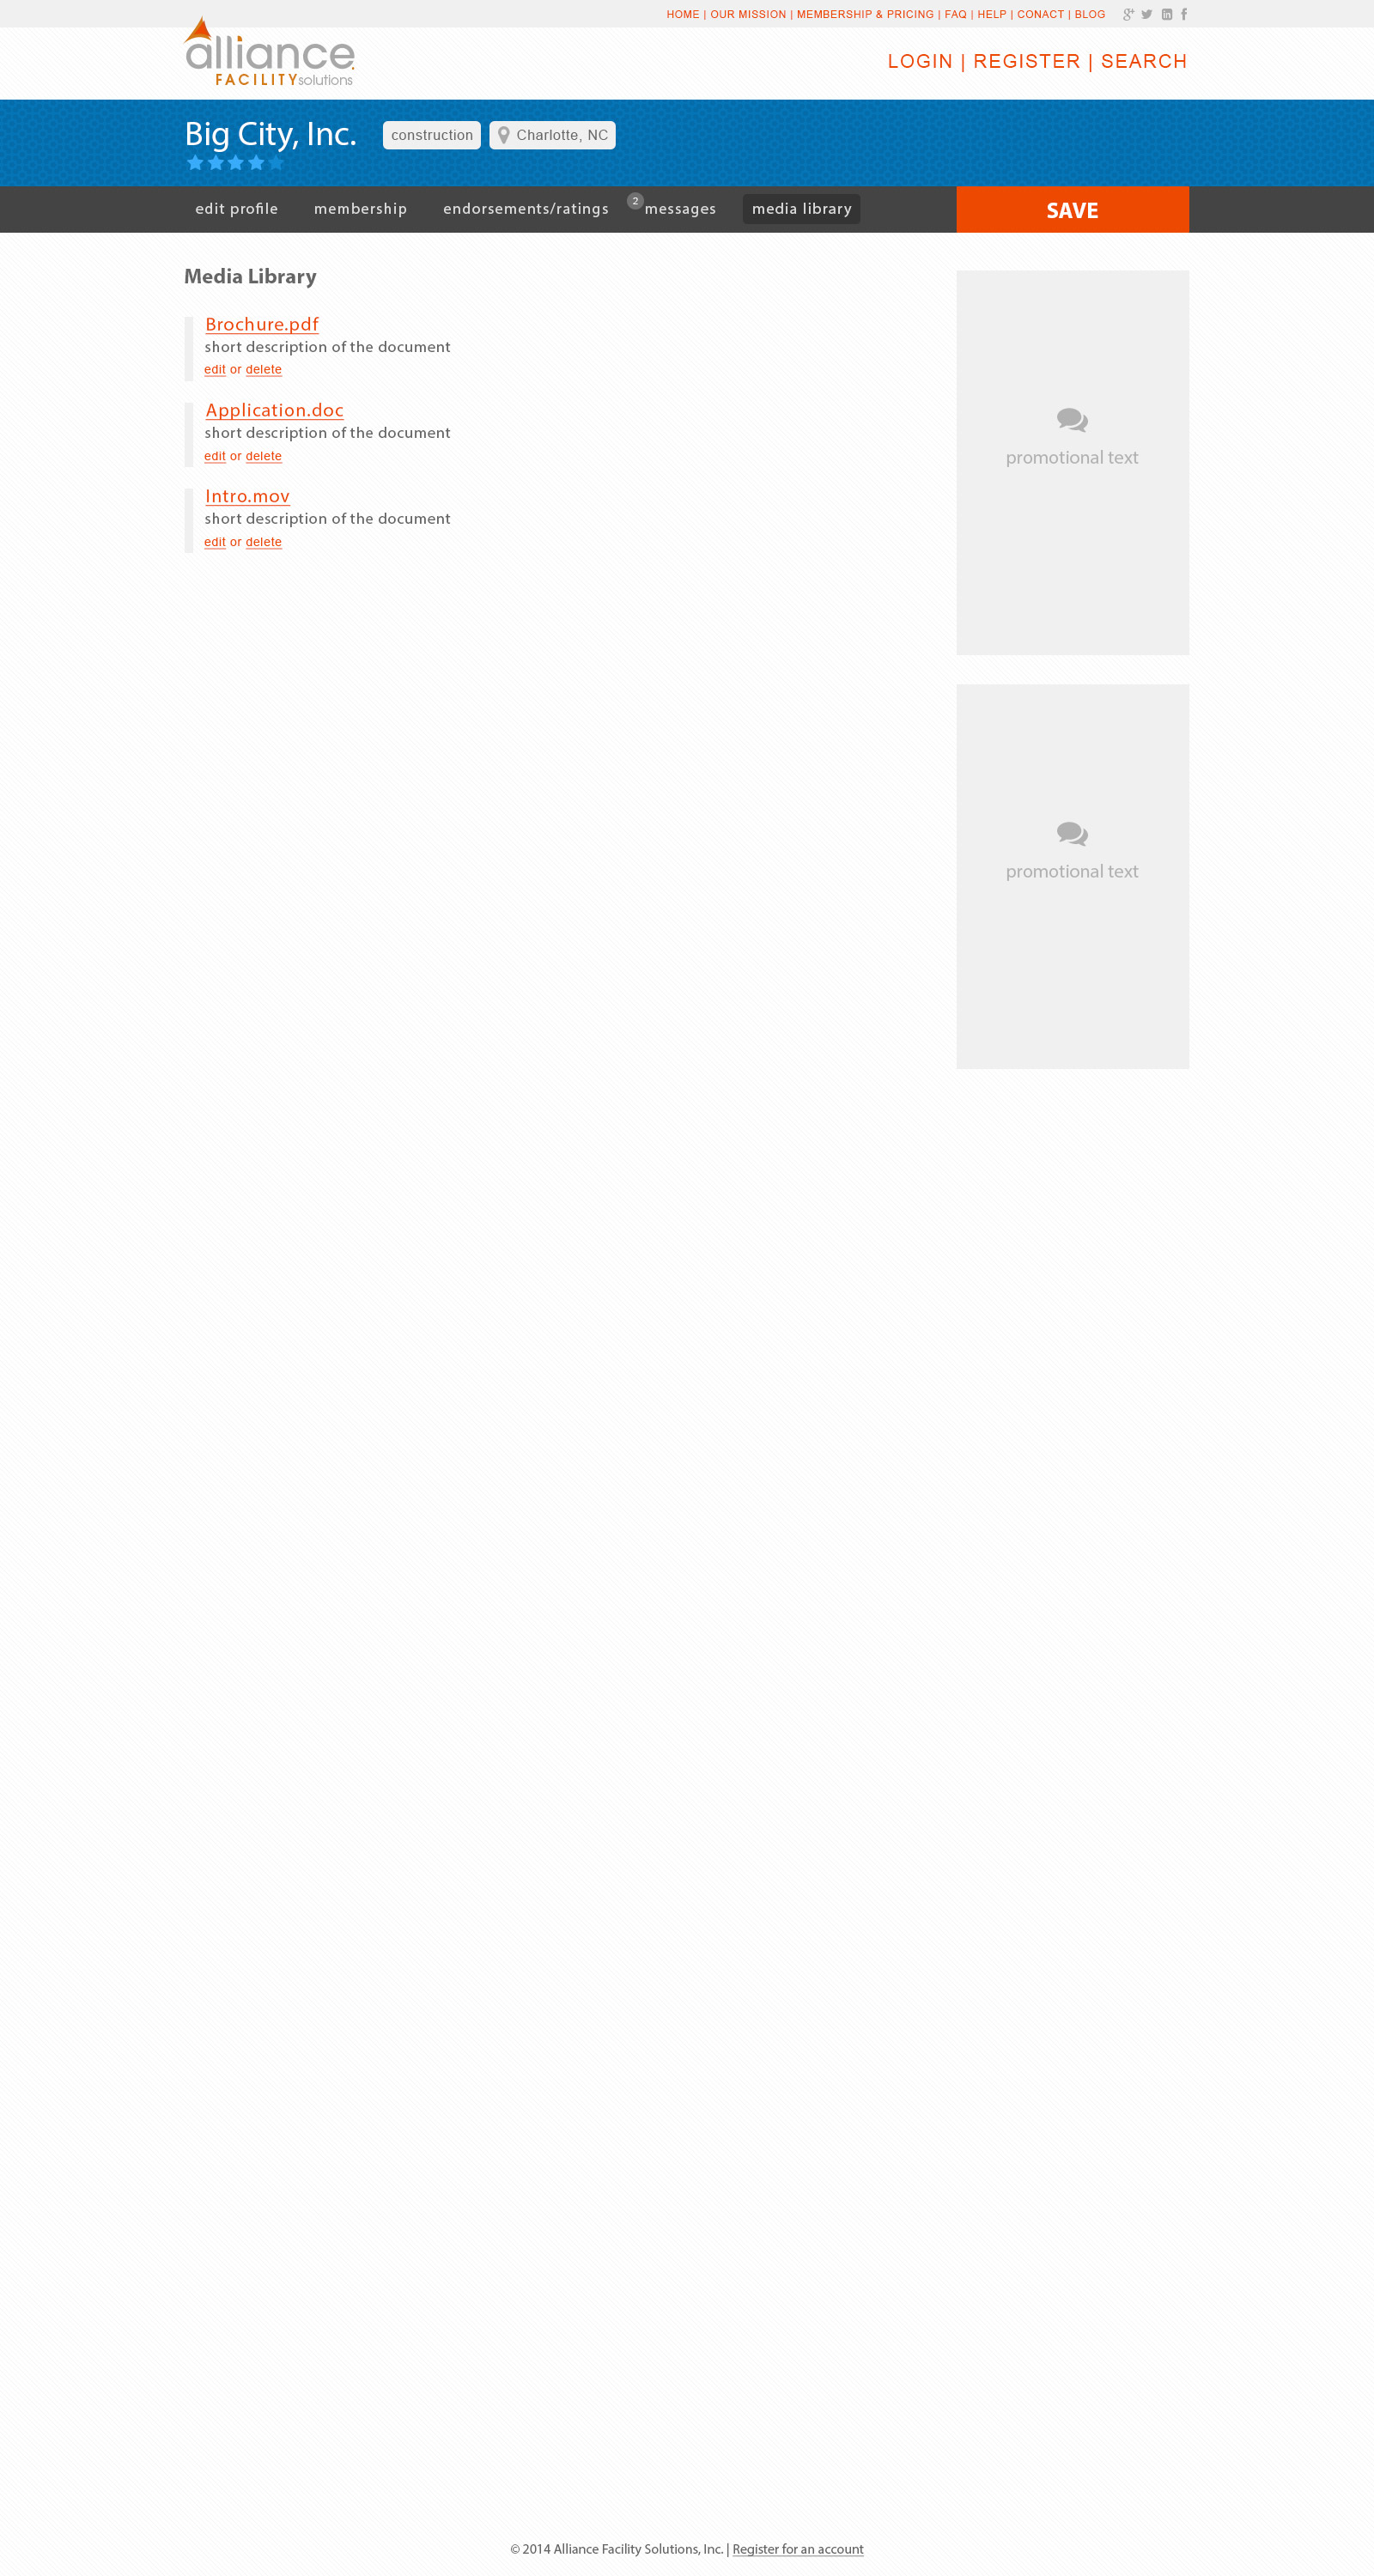 HOME | OUR MISSION | MEMBERSHIP & PRICING | FAQ | HELP | CONACT | BLOG
alliance
FACILITYsolutions
LOGIN | REGISTER | SEARCH
Big City, Inc.
construction
Charlotte, NC
edit profile
membership
endorsements/ratings
2
messages
media library
SAVE
Media Library
Brochure.pdf
short description of the document
edit or delete
Application.doc
short description of the document
edit or delete
Intro.mov
short description of the document
edit or delete
promotional text
promotional text
© 2014 Alliance Facility Solutions, Inc. | Register for an account